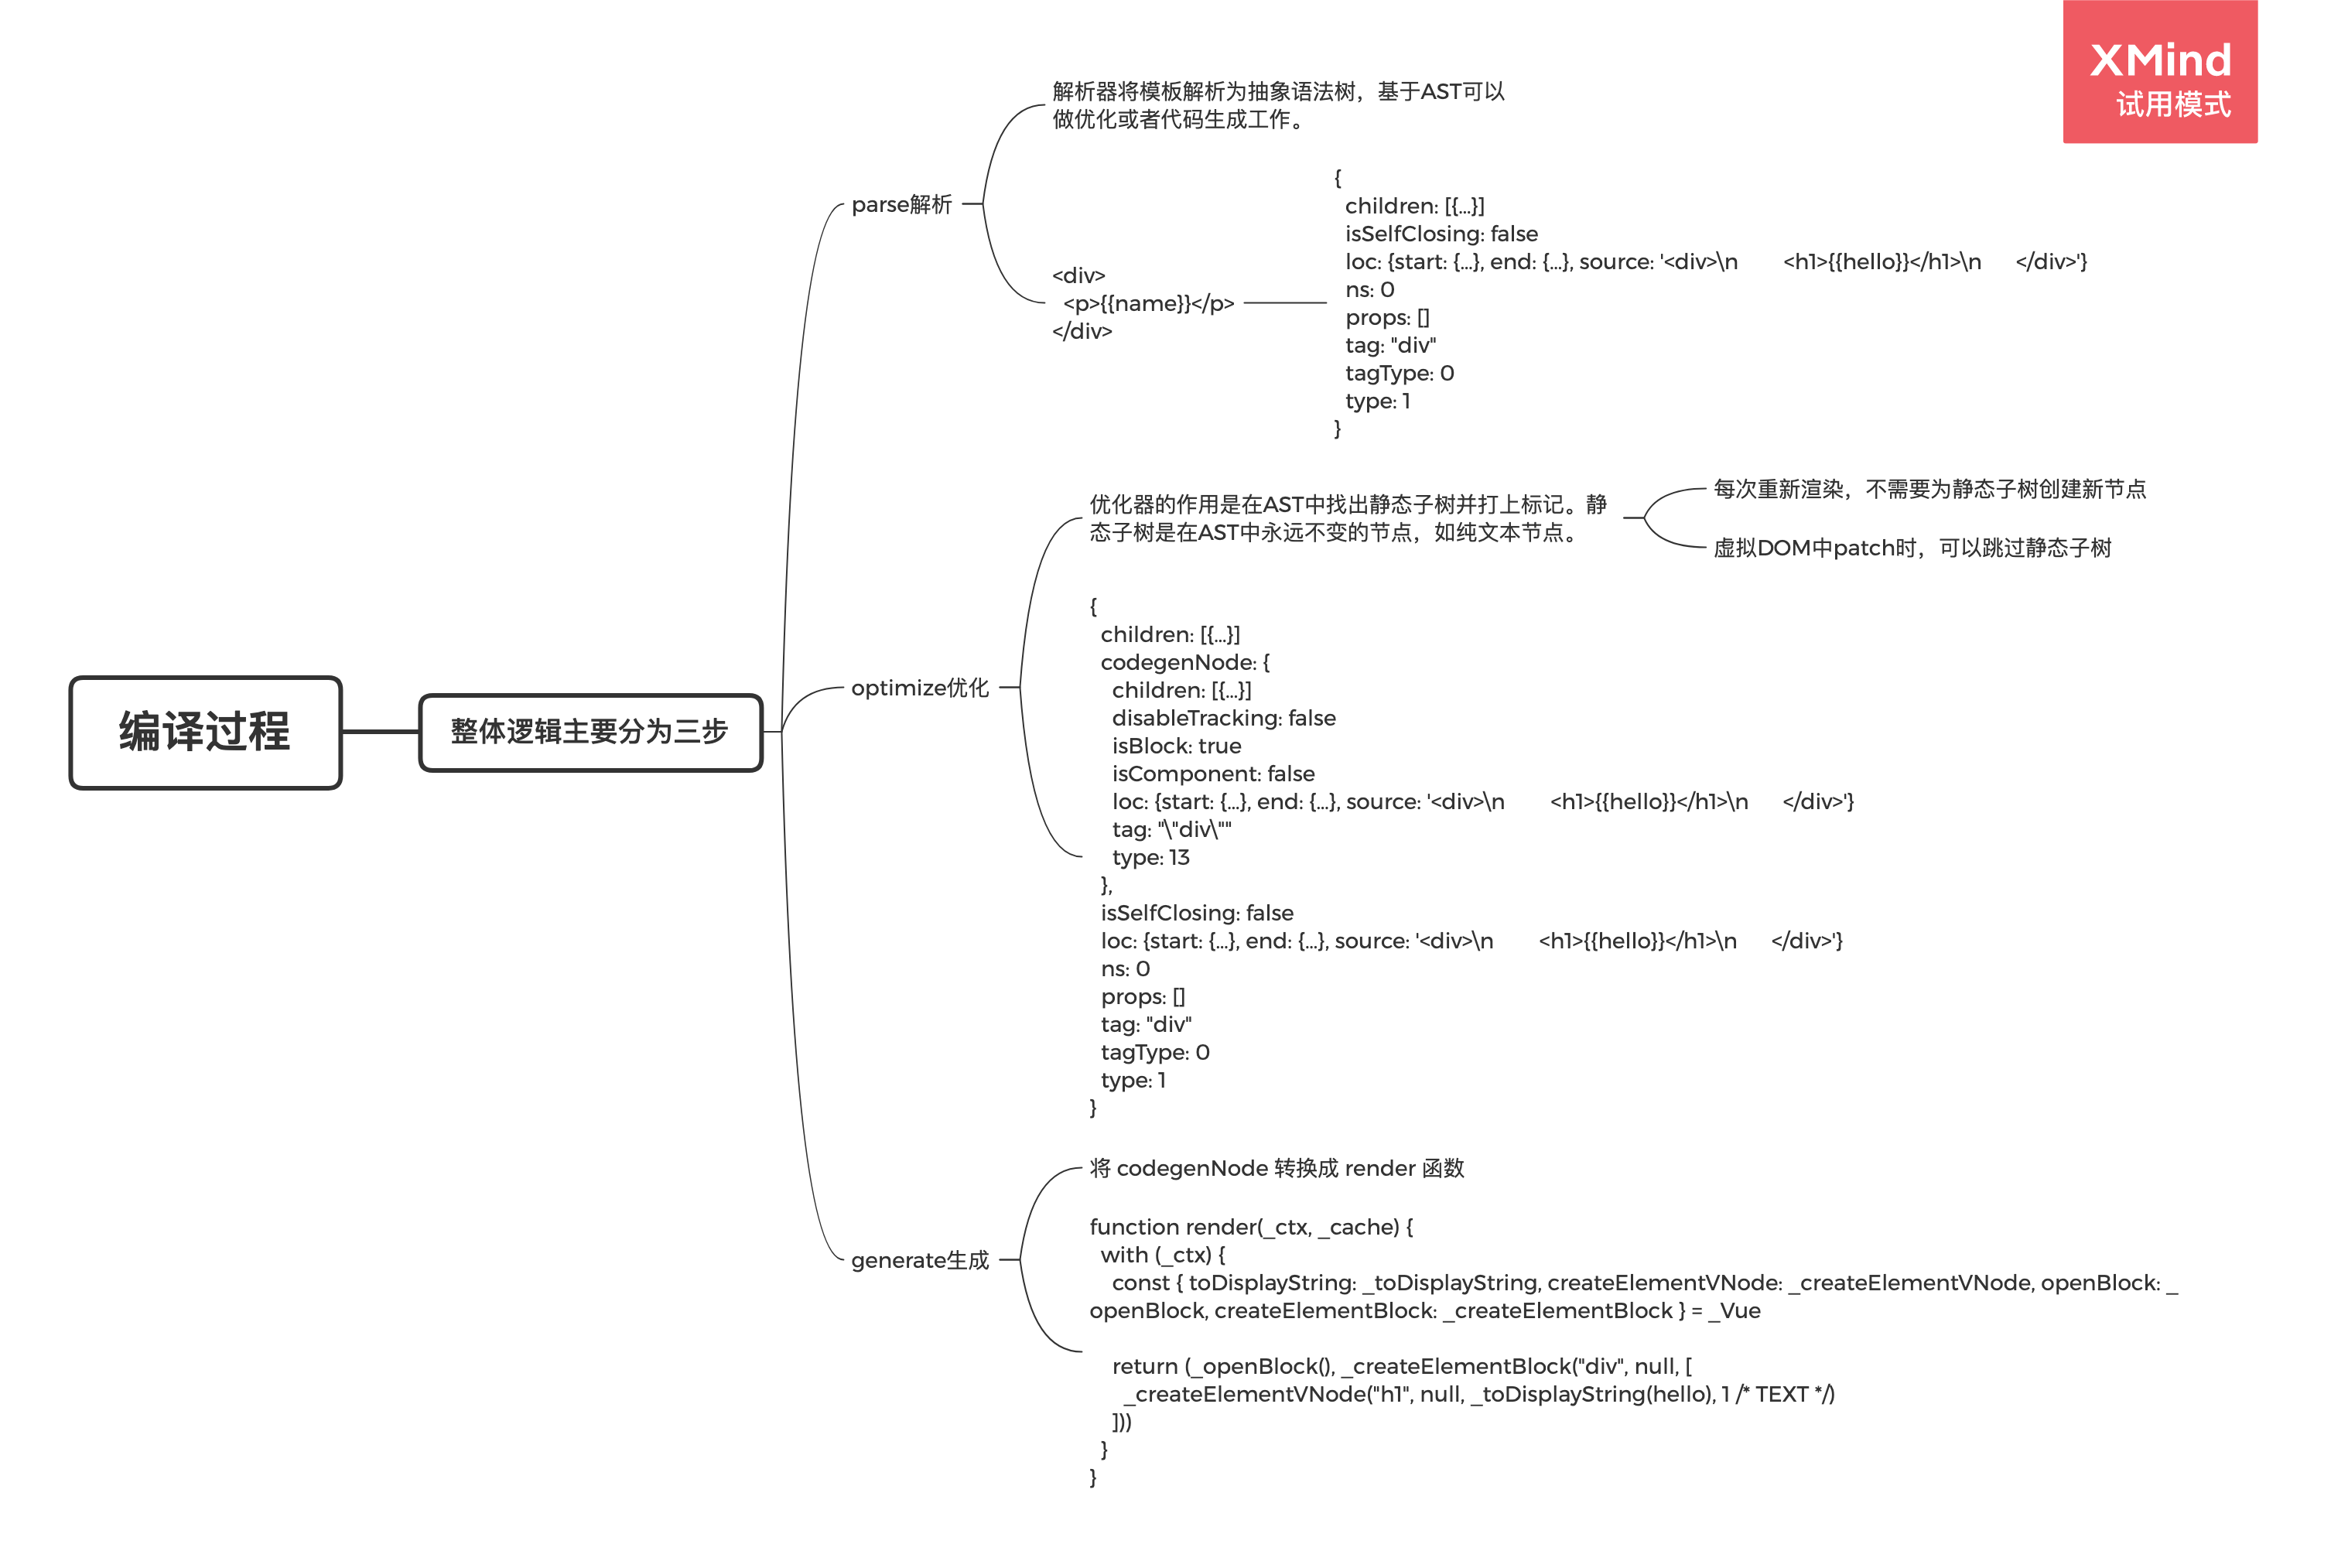 XMind
试用模式
编译过程
整体逻辑主要分为三步
parse解析
解析器将模板解析为抽象语法树，基于AST可以
做优化或者代码生成工作。
<div>
  <p>{{name}}</p>
</div>
{
  children: [{...}]
  isSelfClosing: false
  loc: {start: {...}, end: {...}, source: '<div>\n        <h1>{{hello}}</h1>\n      </div>'}
  ns: 0
  props: []
  tag: "div"
  tagType: 0
  type: 1
}
optimize优化
优化器的作用是在AST中找出静态子树并打上标记。静
态子树是在AST中永远不变的节点，如纯文本节点。
每次重新渲染，不需要为静态子树创建新节点
虚拟DOM中patch时，可以跳过静态子树
{
  children: [{...}]
  codegenNode: {
    children: [{...}]
    disableTracking: false
    isBlock: true
    isComponent: false
    loc: {start: {...}, end: {...}, source: '<div>\n        <h1>{{hello}}</h1>\n      </div>'}
    tag: "\"div\""
    type: 13
  },
  isSelfClosing: false
  loc: {start: {...}, end: {...}, source: '<div>\n        <h1>{{hello}}</h1>\n      </div>'}
  ns: 0
  props: []
  tag: "div"
  tagType: 0
  type: 1
}
generate生成
将 codegenNode 转换成 render 函数
function render(_ctx, _cache) {
  with (_ctx) {
    const { toDisplayString: _toDisplayString, createElementVNode: _createElementVNode, openBlock: _
openBlock, createElementBlock: _createElementBlock } = _Vue
    return (_openBlock(), _createElementBlock("div", null, [
      _createElementVNode("h1", null, _toDisplayString(hello), 1 /* TEXT */)
    ]))
  }
}